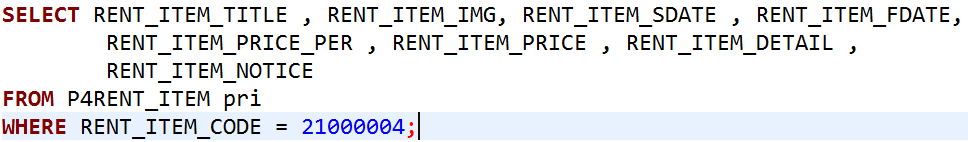 SELECT RENT_ITEM_TITLE , RENT_ITEM_IMG, RENT_ITEM_SDATE , RENT_ITEM_FDATE,
RENT_ITEM_PRICE_PER , RENT_ITEM_PRICE , RENT_ITEM_DETAIL ,
RENT_ITEM_NOTICE
FROM P4RENT_ITEM pri
WHERE RENT_ITEM_CODE = 21000004;